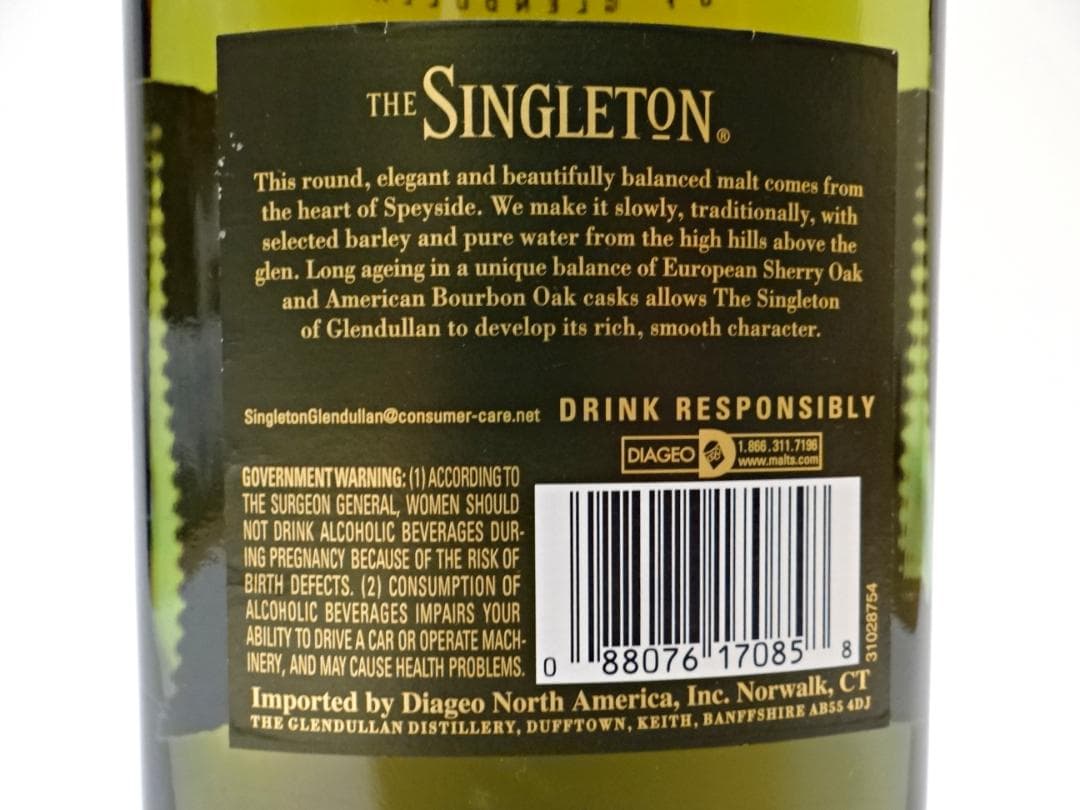 THE SINGLETON®
This round, elegant and beautifully balanced malt comes from
the heart of Speyside. We make it slowly, traditionally, with
selected barley and pure water from the high hills above the
glen. Long ageing in a unique balance of European Sherry Oak
and American Bourbon Oak casks allows The Singleton
of Glendullan to develop its rich, smooth character.
SingletonGlendullan@consumer-care.net
DRINK RESPONSIBLY
DIAGEO
1.866.311.7196
www.malts.com
GOVERNMENT WARNING: (1) ACCORDING TO
THE SURGEON GENERAL, WOMEN SHOULD
NOT DRINK ALCOHOLIC BEVERAGES DUR-
ING PREGNANCY BECAUSE OF THE RISK OF
BIRTH DEFECTS. (2) CONSUMPTION OF
ALCOHOLIC BEVERAGES IMPAIRS YOUR
ABILITY TO DRIVE A CAR OR OPERATE MACH-
INERY, AND MAY CAUSE HEALTH PROBLEMS.
0 88076 17085 8
31028754
Imported by Diageo North America, Inc. Norwalk, CT
THE GLENDULLAN DISTILLERY, DUFFTOWN, KEITH, BANFFSHIRE AB55 4DJ